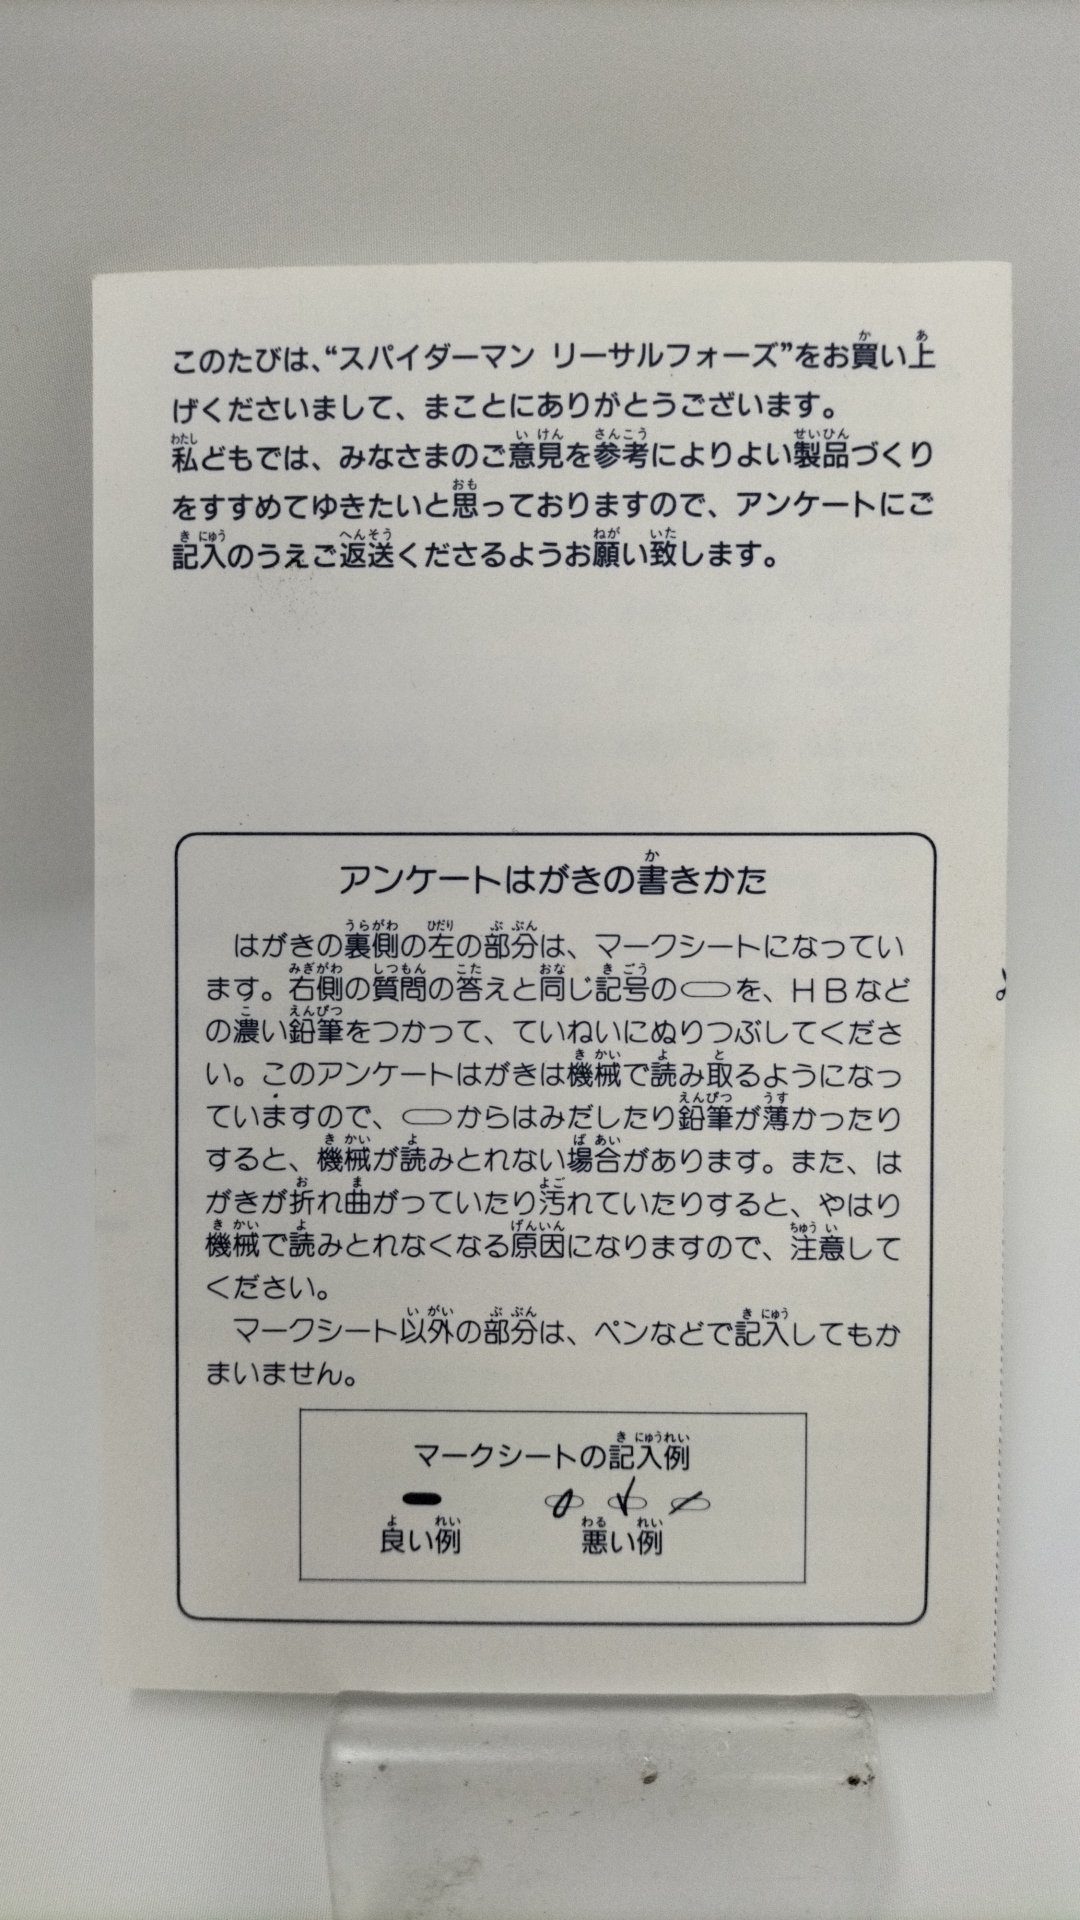 このたびは、“スパイダーマン リーサルフォーズ”をお買い上
げくださいまして、まことにありがとうございます。
私どもでは、みなさまのご意見を参考によりよい製品づくり
をすすめてゆきたいと思っておりますので、アンケートにご
記入のうえご返送くださるようお願い致します。
アンケートはがきの書きかた
はがきの裏側の左の部分は、マークシートになってい
ます。右側の質問の答えと同じ記号の⬭を、HBなど
の濃い鉛筆をつかって、ていねいにぬりつぶしてくださ
い。このアンケートはがきは機械で読み取るようになっ
ていますので、⬭からはみだしたり鉛筆が薄かったり
すると、機械が読みとれない場合があります。また、は
がきが折れ曲がっていたり汚れていたりすると、やはり
機械で読みとれなくなる原因になりますので、注意して
ください。
マークシート以外の部分は、ペンなどで記入してもか
まいません。
マークシートの記入例
良い例 悪い例